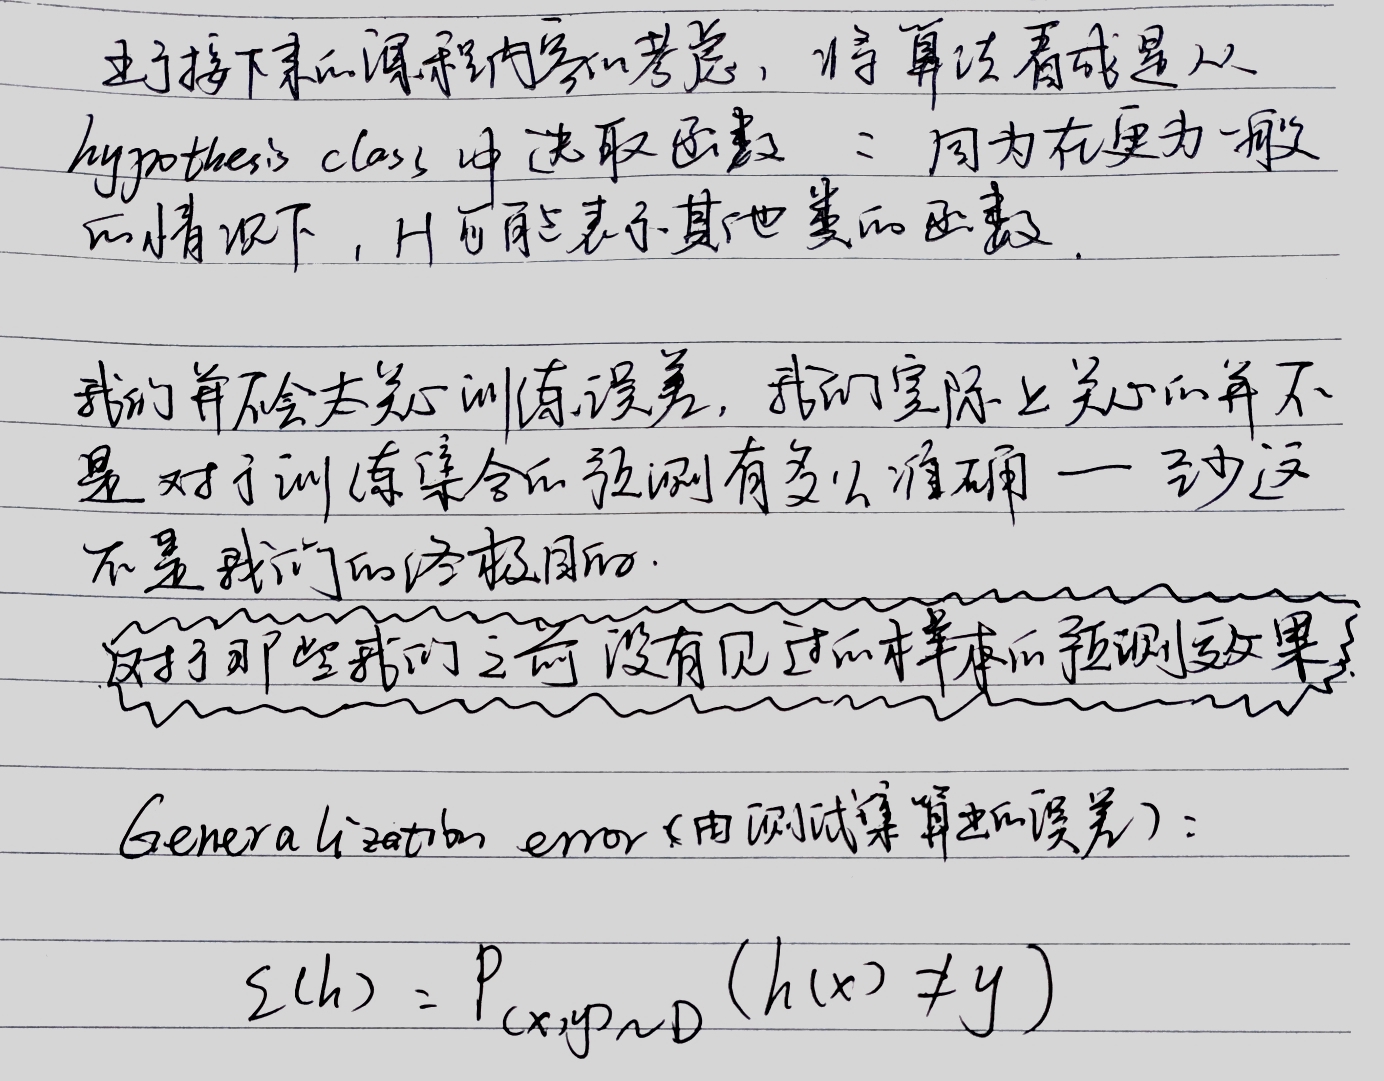 出于接下来的课程内容的考虑，将算法看成是从
hypothesis class 中选取函数：因为在更为一般
的情况下，H可能表示其他类的函数．
我们并不会太关心训练误差，我们实际上关心的并不
是对于训练集合的预测有多么准确 — 至少这
不是我们的终极目的．
对于那些我们之前没有见过的样本的预测效果
Generalization error（由测试集算出的误差）：
ε(h) = P(x,y)~D (h(x) ≠ y)